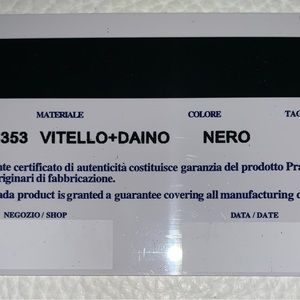 MATERIALE COLORE TAG
353 VITELLO+DAINO NERO
nte certificato di autenticità costituisce garanzia del prodotto Pra
riginari di fabbricazione.
ada product is granted a guarantee covering all manufacturing d
NEGOZIO / SHOP DATA / DATE